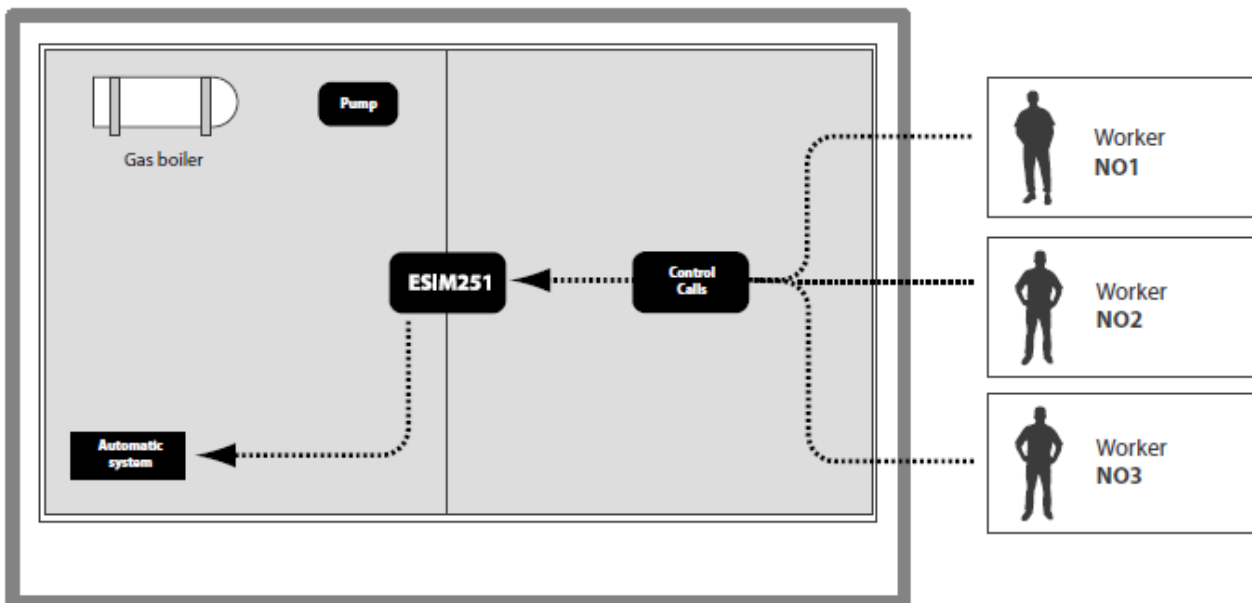 Pump
Gas boiler
ESIM251
Control
Calls
Automatic
system
Worker
NO1
Worker
NO2
Worker
NO3